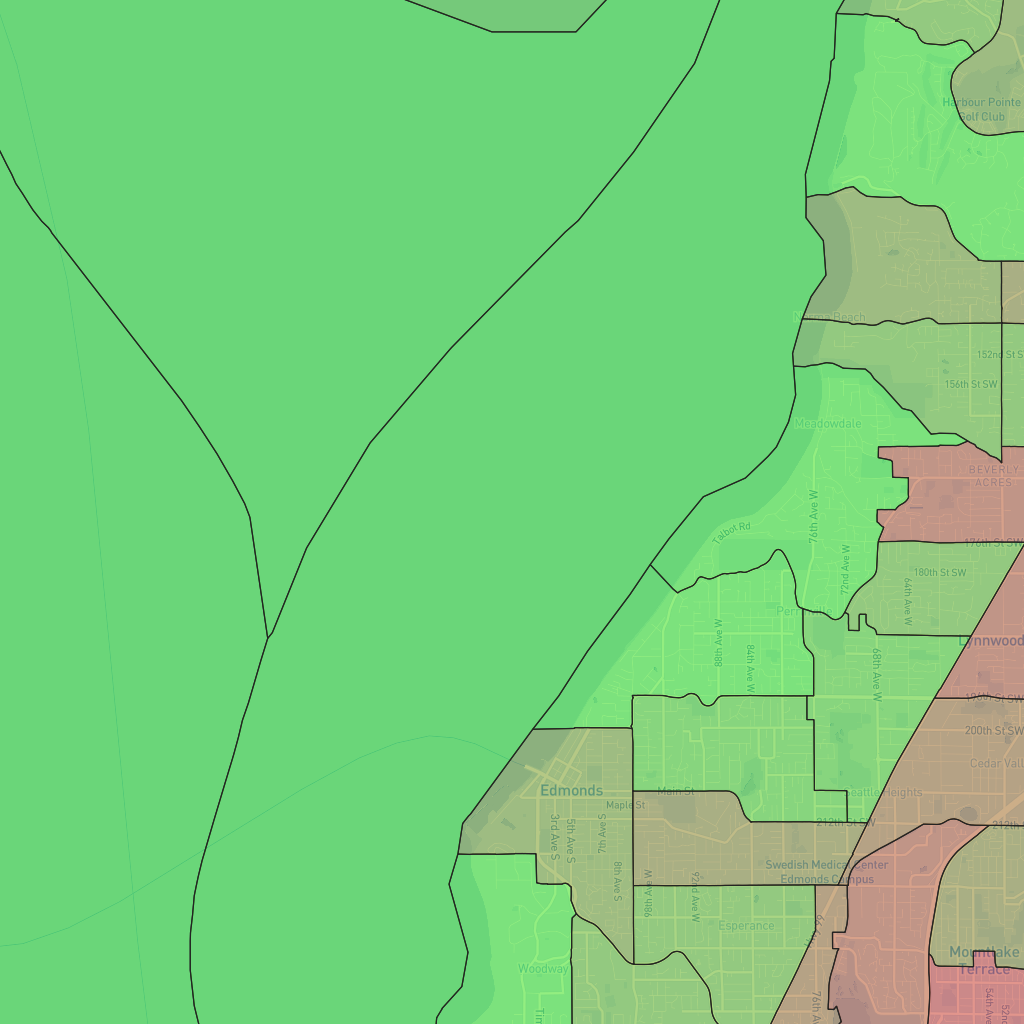 Harbour Pointe
Golf Club
Norma Beach
152nd St S
156th St SW
Meadowdale
BEVERLY
ACRES
76th Ave W
Talbot Rd
176th St SW
72nd Ave W
180th St SW
64th Ave W
Perrinville
88th Ave W
84th Ave W
68th Ave W
Lynnwood
196th St SW
200th St SW
Cedar Vall
Edmonds
Main St
Maple St
Seattle Heights
212th St SW
212th S
3rd Ave S
5th Ave S
7th Ave S
8th Ave S
98th Ave W
92nd Ave W
Swedish Medical Center
Edmonds Campus
Esperance
Hwy 99
Woodway
Mountlake
Terrace
76th A
54th Ave
52nd
Tim